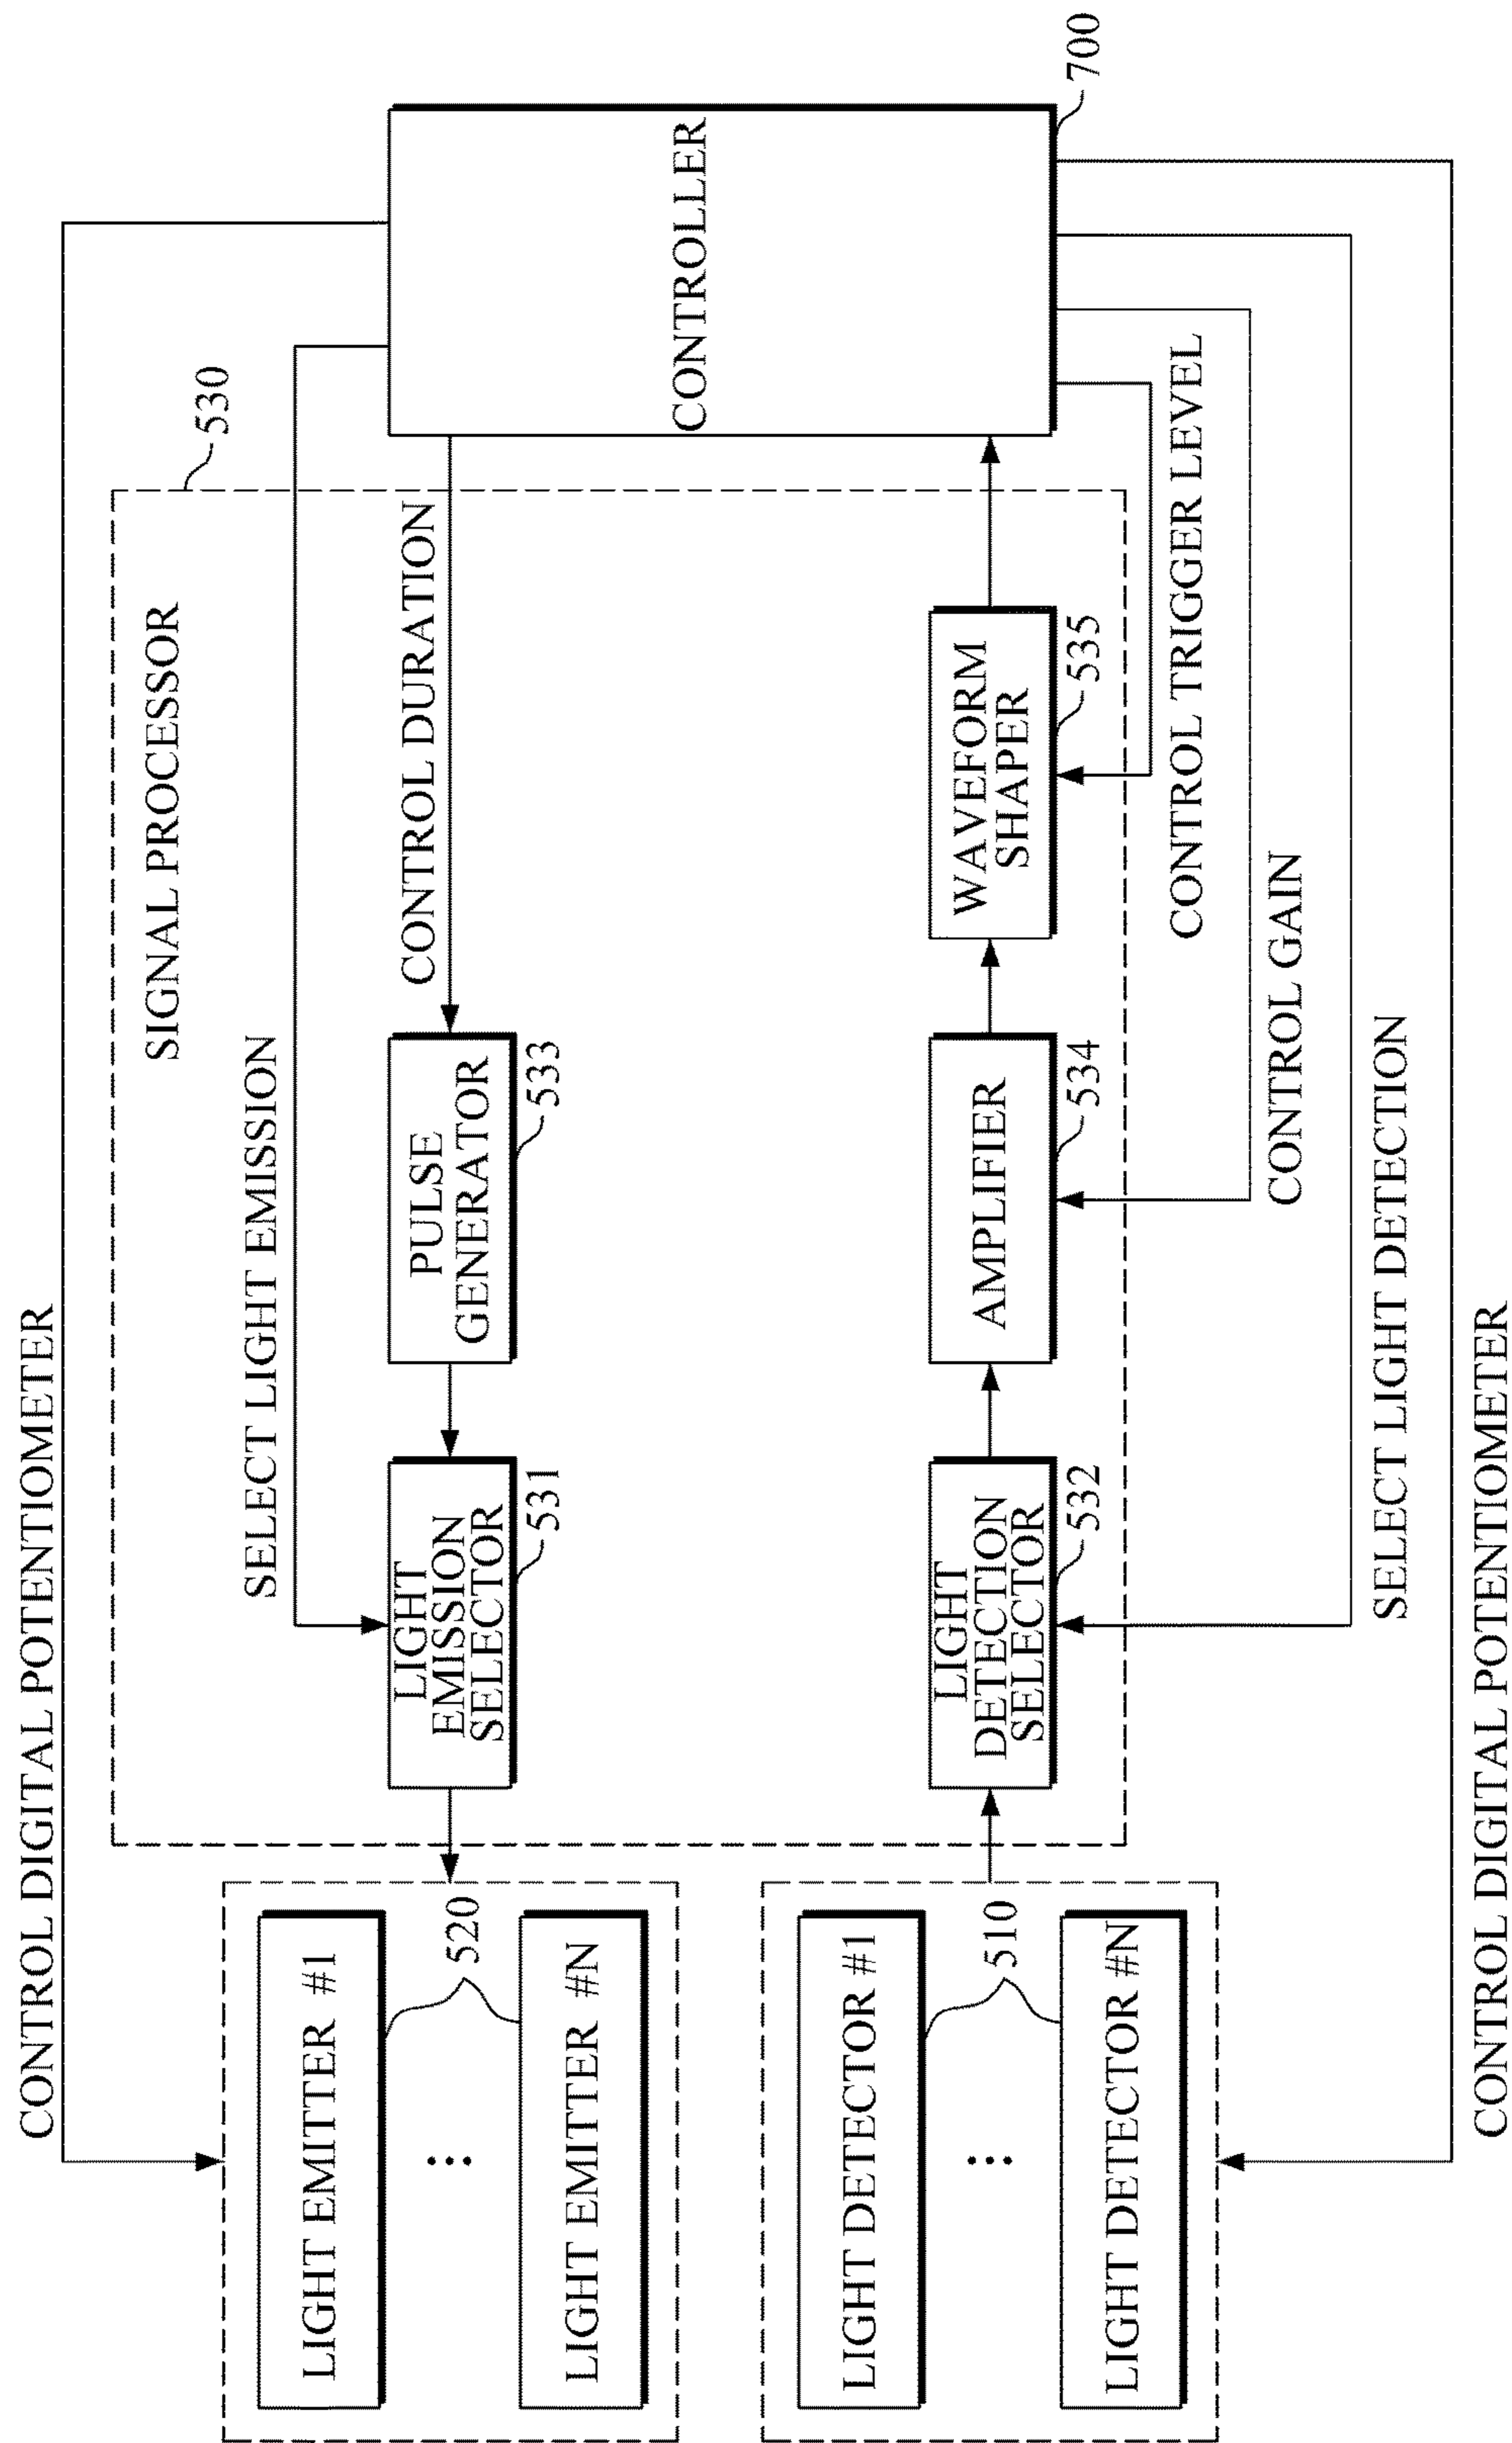 CONTROL DIGITAL POTENTIOMETER
SELECT LIGHT EMISSION
SIGNAL PROCESSOR
530
LIGHT EMITTER #1
520
LIGHT EMITTER #N
LIGHT
EMISSION
SELECTOR
531
PULSE
GENERATOR
533
CONTROL DURATION
CONTROLLER
700
LIGHT DETECTOR #1
510
LIGHT DETECTOR #N
LIGHT
DETECTION
SELECTOR
532
AMPLIFIER
534
WAVEFORM
SHAPER
535
CONTROL TRIGGER LEVEL
CONTROL GAIN
SELECT LIGHT DETECTION
CONTROL DIGITAL POTENTIOMETER